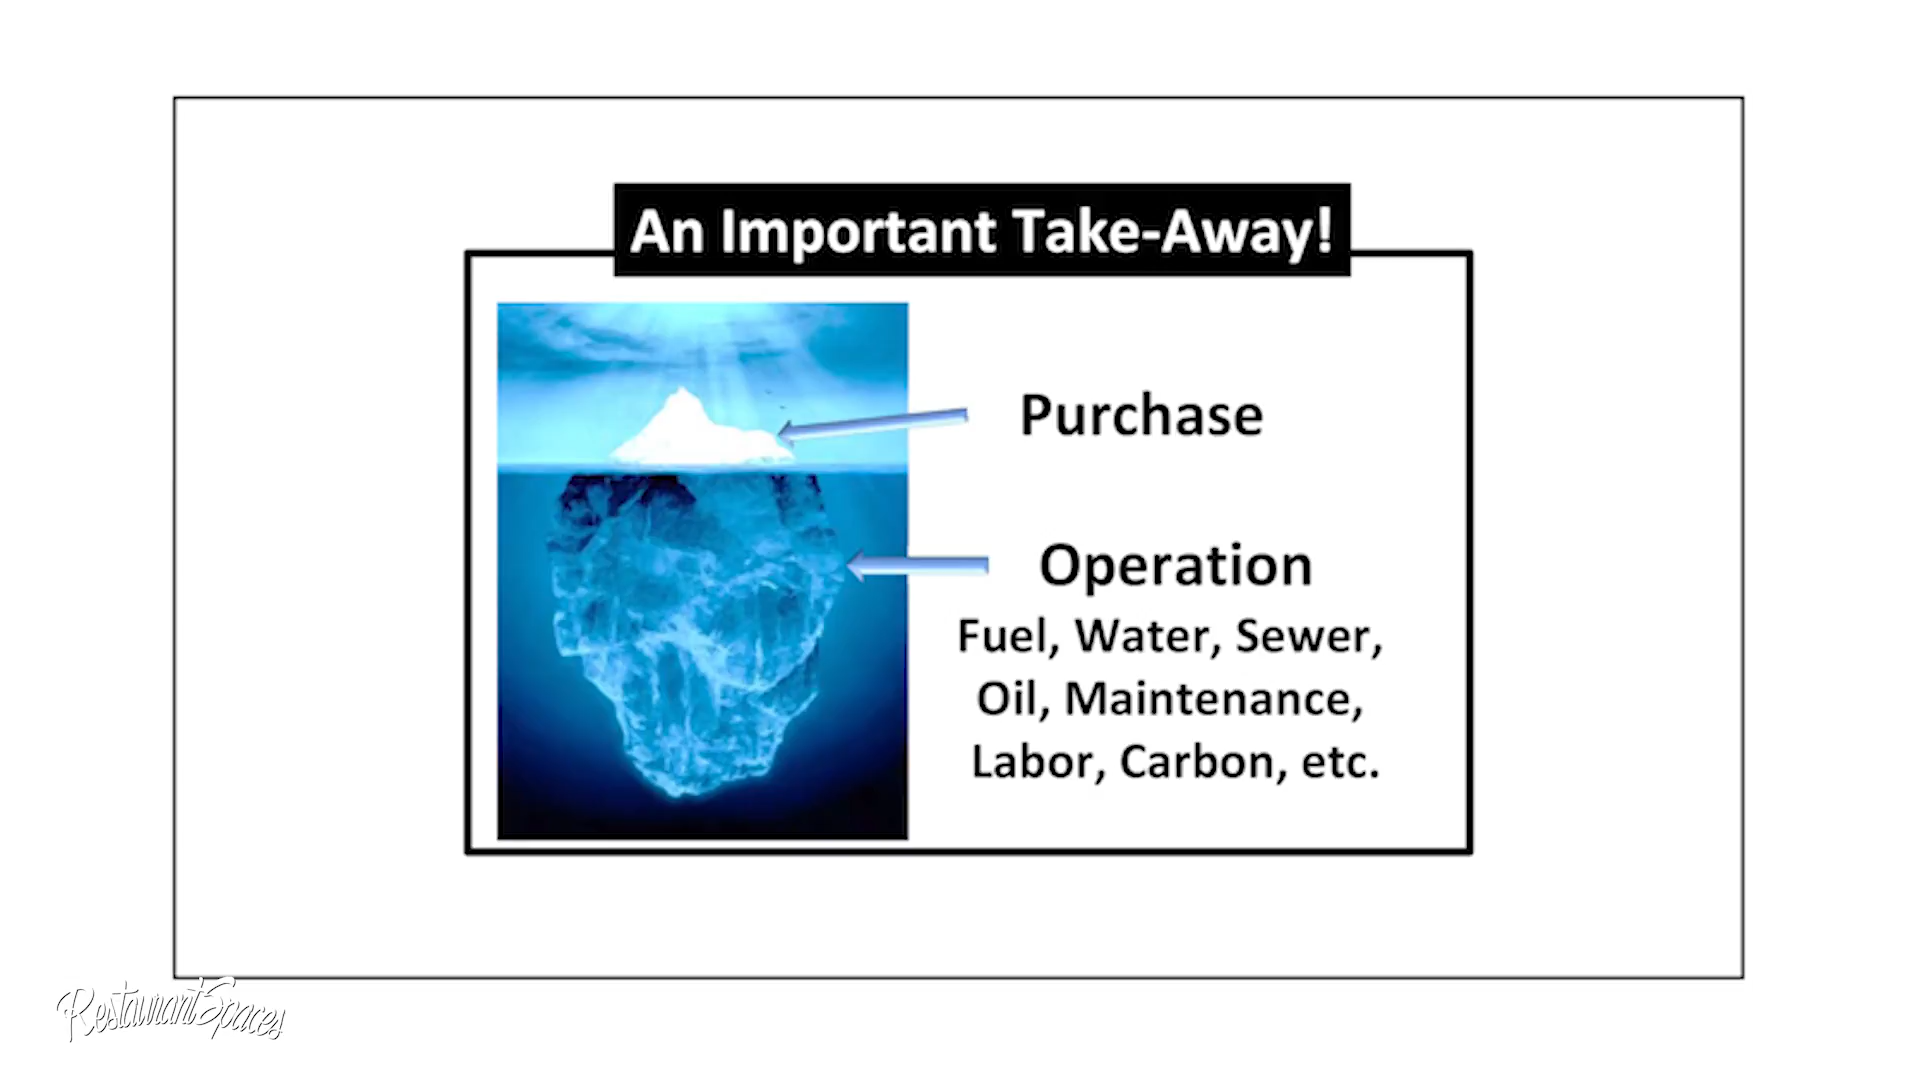 An Important Take-Away!
Purchase
Operation
Fuel, Water, Sewer,
Oil, Maintenance,
Labor, Carbon, etc.
RestaurantSpaces